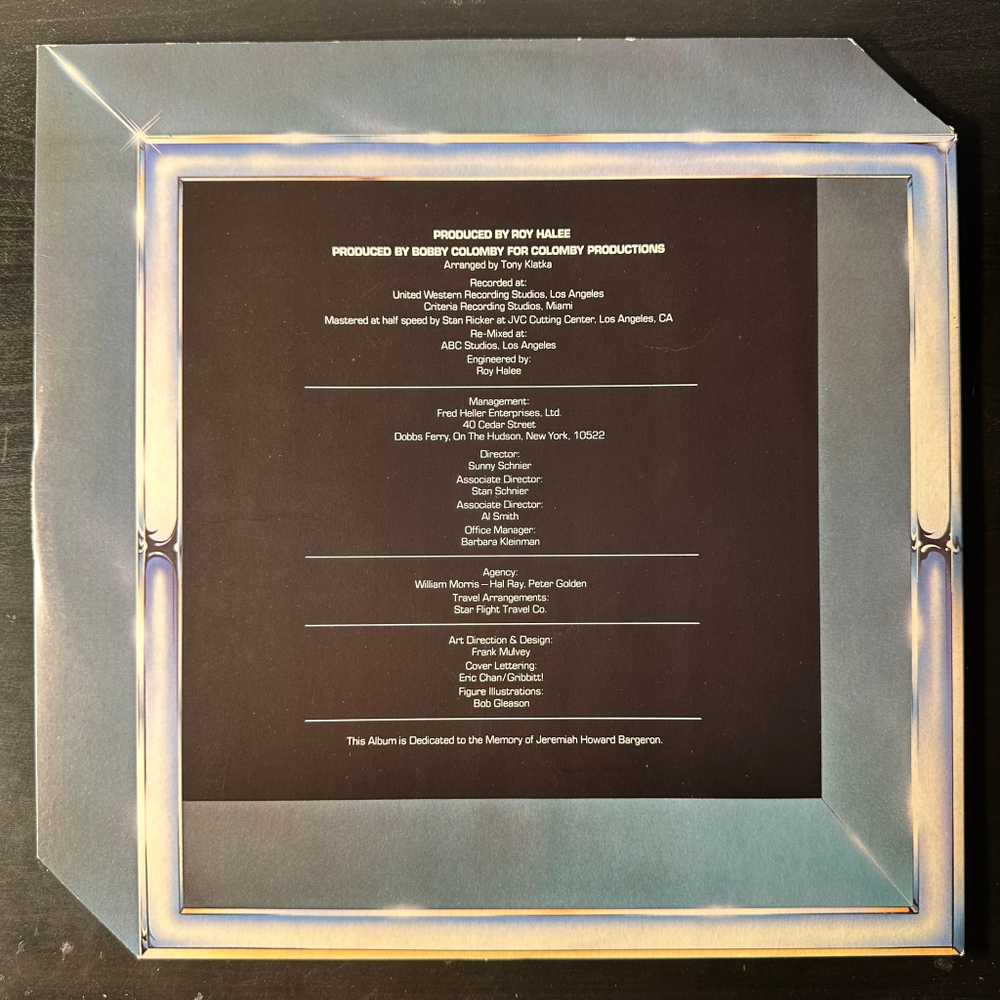 PRODUCED BY ROY HALEE
PRODUCED BY BOBBY COLOMBY FOR COLOMBY PRODUCTIONS
Arranged by Tony Klatka
Recorded at:
United Western Recording Studios, Los Angeles
Criteria Recording Studios, Miami
Mastered at half speed by Stan Ricker at JVC Cutting Center, Los Angeles, CA
Re-Mixed at:
ABC Studios, Los Angeles
Engineered by:
Roy Halee
Management:
Fred Heller Enterprises, Ltd.
40 Cedar Street
Dobbs Ferry, On The Hudson, New York, 10522
Director:
Sunny Schnier
Associate Director:
Stan Schnier
Associate Director:
Al Smith
Office Manager:
Barbara Kleinman
Agency:
William Morris – Hal Ray, Peter Golden
Travel Arrangements:
Star Flight Travel Co.
Art Direction & Design:
Frank Mulvey
Cover Lettering:
Eric Chan/Gribbitt!
Figure Illustrations:
Bob Gleason
This Album is Dedicated to the Memory of Jeremiah Howard Bargeron.